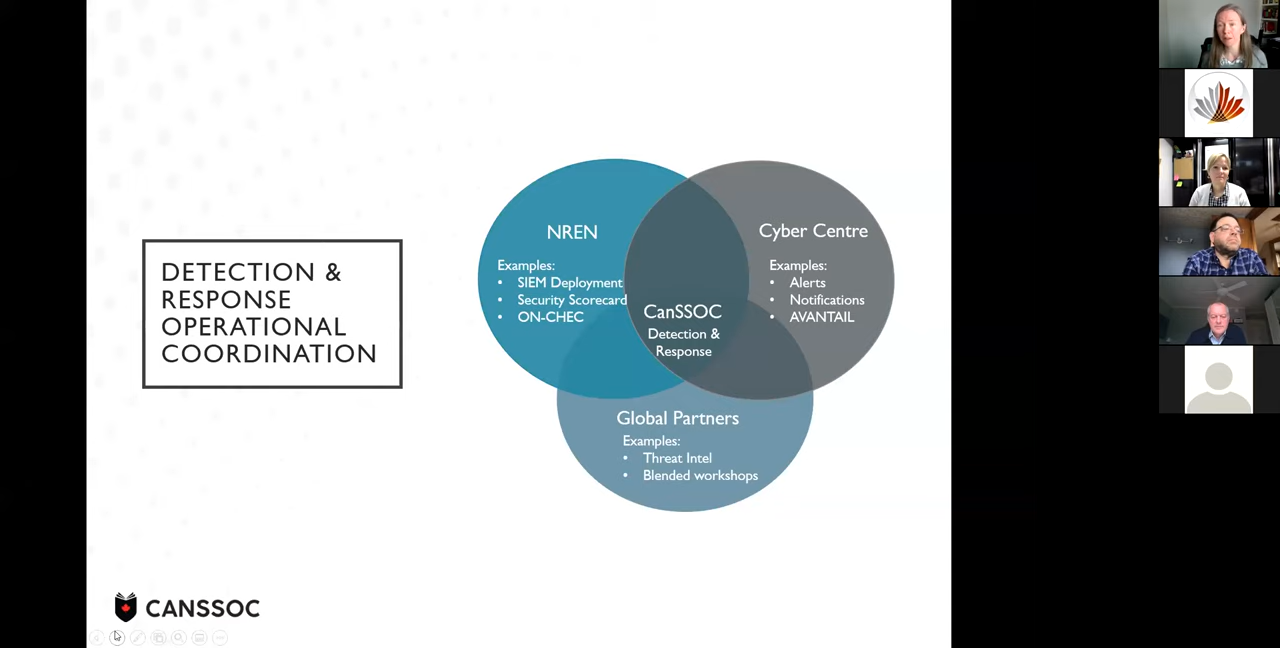 DETECTION &
RESPONSE
OPERATIONAL
COORDINATION
NREN
Examples:
• SIEM Deployment
• Security Scorecard
• ON-CHEC
Cyber Centre
Examples:
• Alerts
• Notifications
• AVANTAIL
CanSSOC
Detection &
Response
Global Partners
Examples:
• Threat Intel
• Blended workshops
CANSSOC